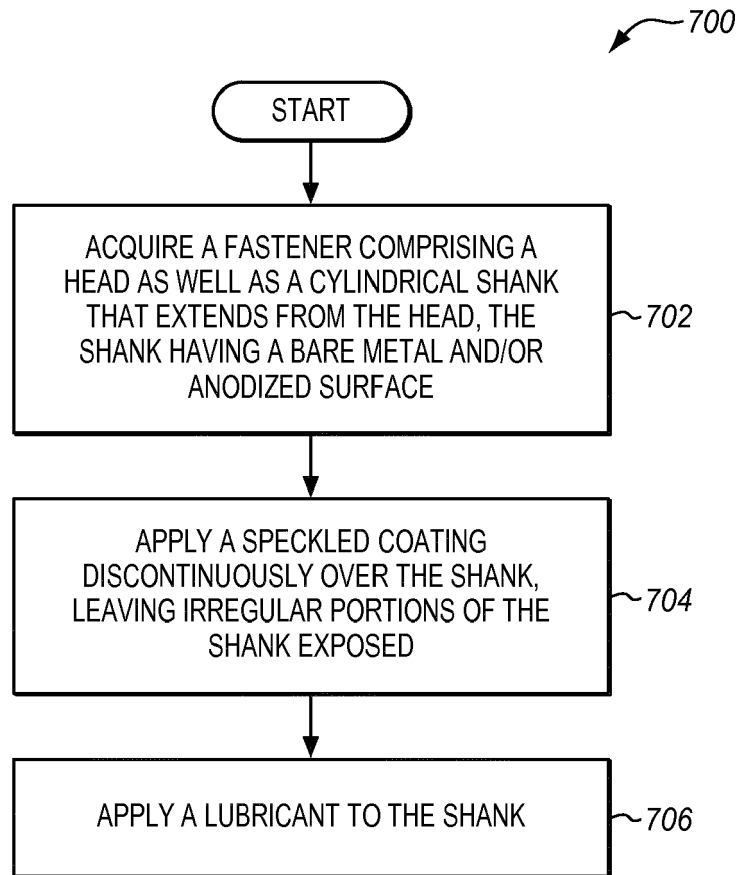 700
START
ACQUIRE A FASTENER COMPRISING A
HEAD AS WELL AS A CYLINDRICAL SHANK
THAT EXTENDS FROM THE HEAD, THE
SHANK HAVING A BARE METAL AND/OR
ANODIZED SURFACE
702
APPLY A SPECKLED COATING
DISCONTINUOUSLY OVER THE SHANK,
LEAVING IRREGULAR PORTIONS OF THE
SHANK EXPOSED
704
APPLY A LUBRICANT TO THE SHANK
706